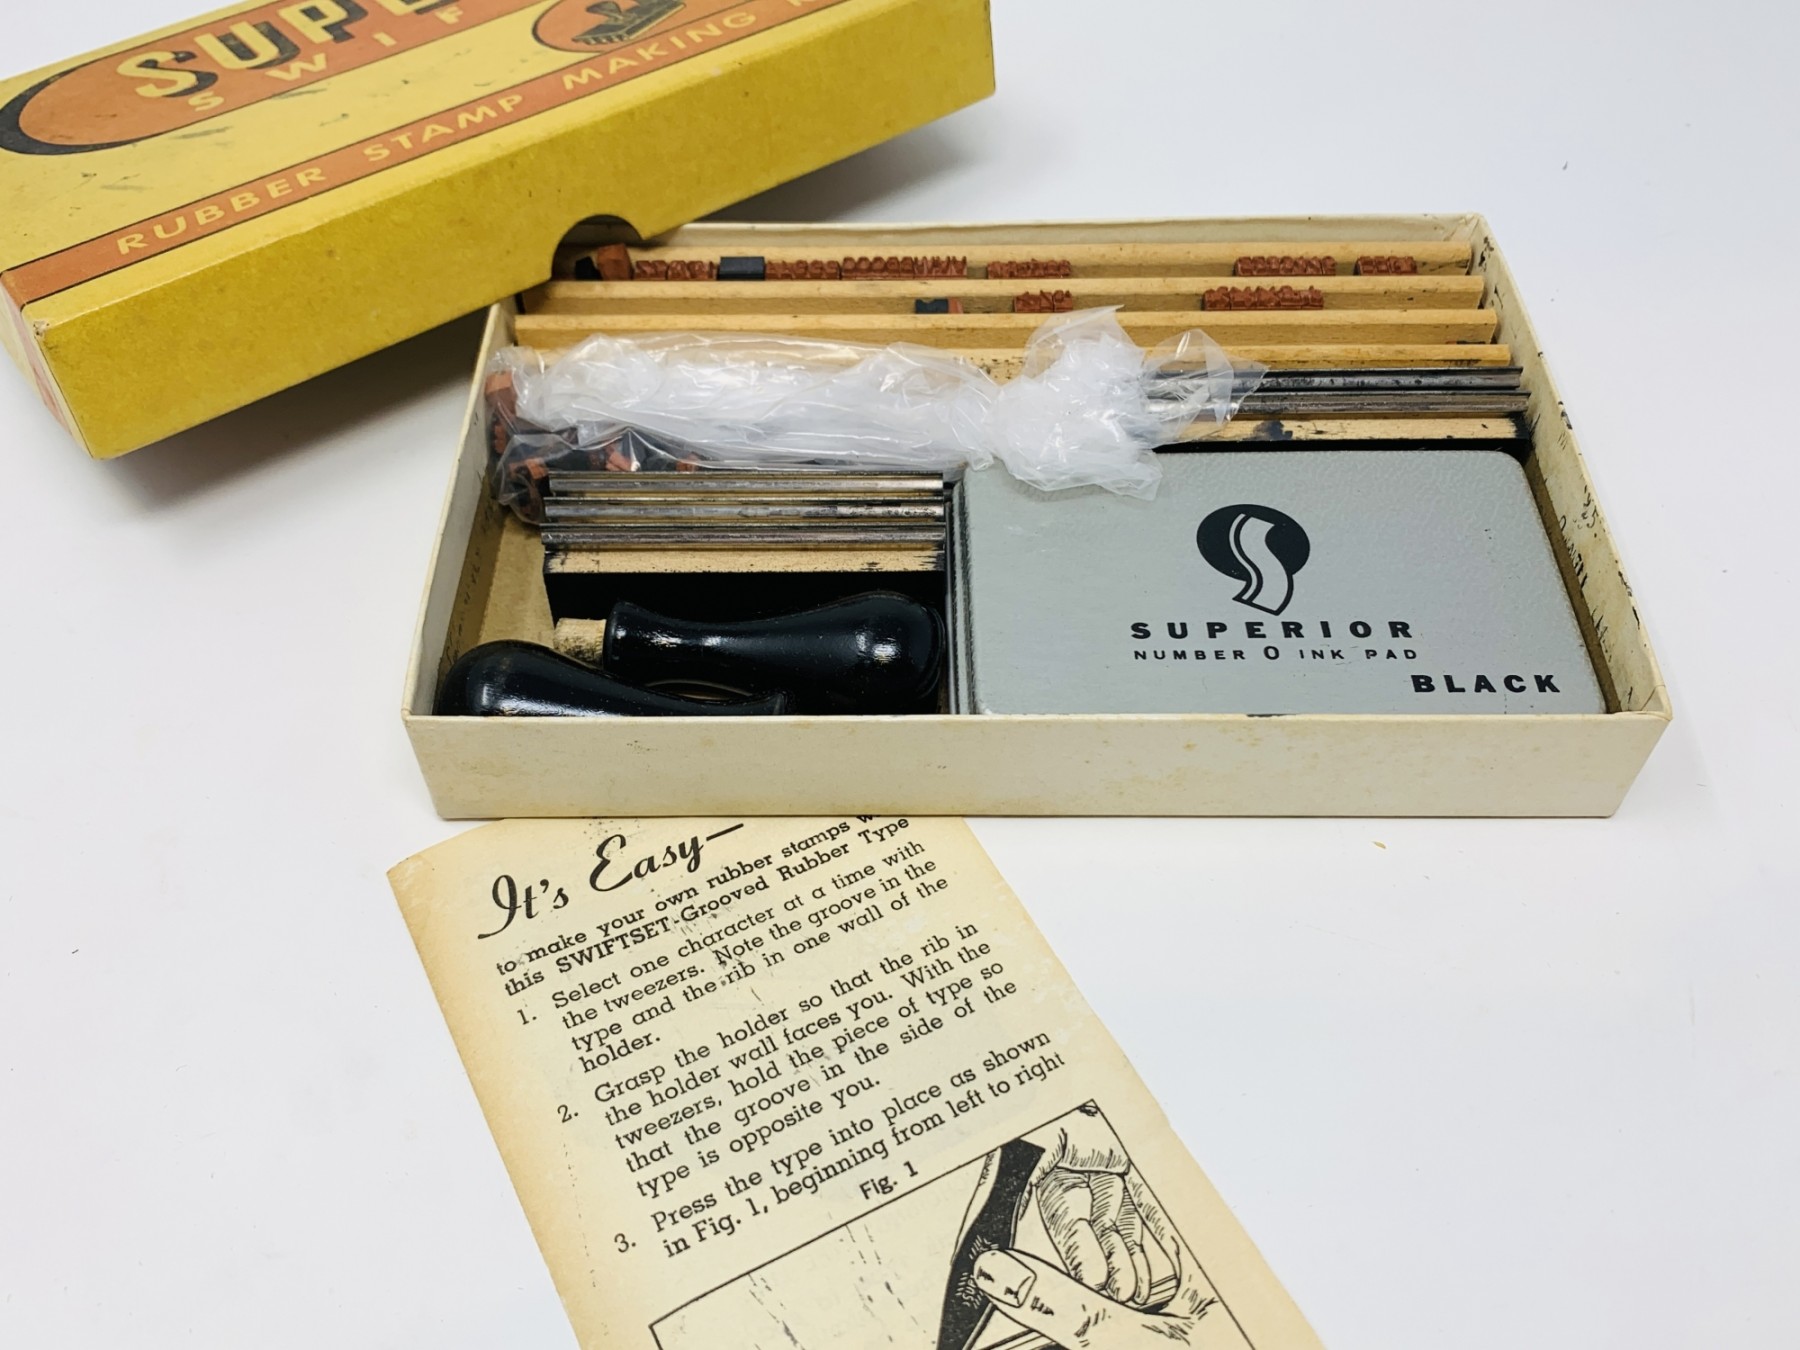 SUPE
S W I F
RUBBER STAMP MAKING
SUPERIOR
NUMBER 0 INK PAD
BLACK
It's Easy—
to make your own rubber stamps
this SWIFTSET-Grooved Rubber Type
1. Select one character at a time with
the tweezers. Note the groove in the
type and the rib in one wall of the
holder.
2. Grasp the holder so that the rib in
the holder wall faces you. With the
tweezers, hold the piece of type so
that the groove in the side of the
type is opposite you.
3. Press the type into place as shown
in Fig. 1, beginning from left to right
Fig. 1